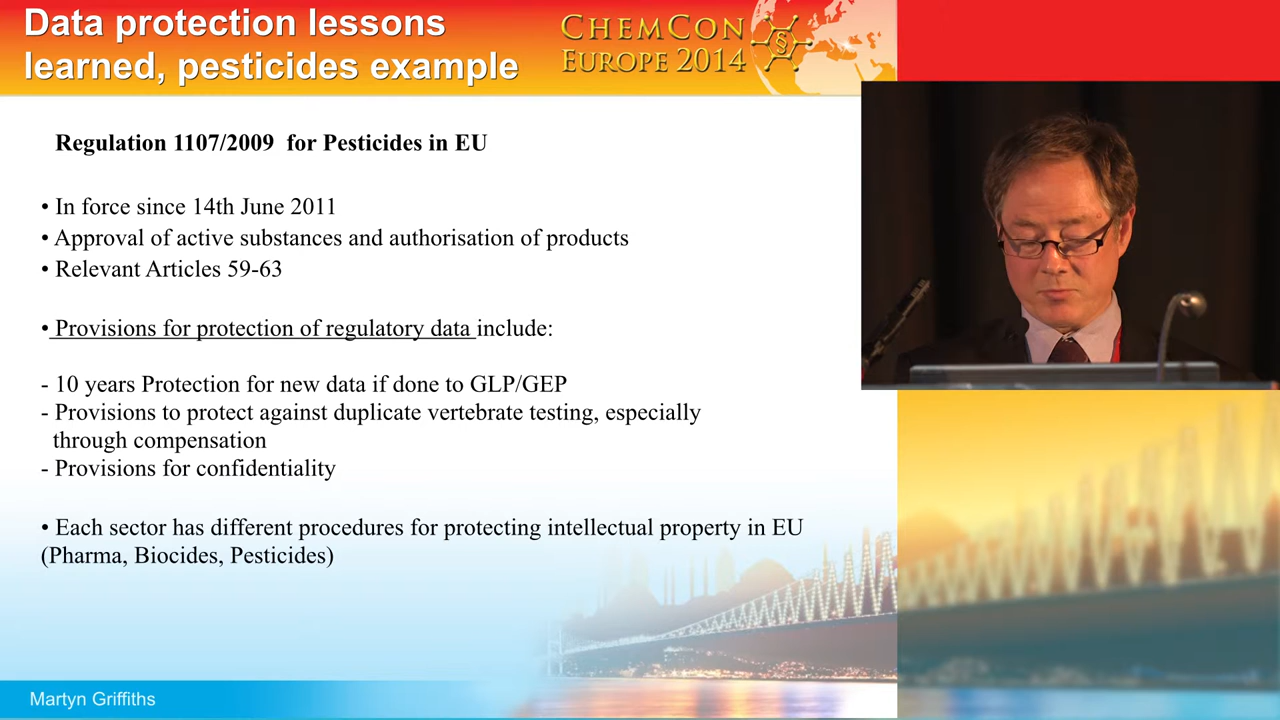 Data protection lessons
learned, pesticides example
CHEMCON
EUROPE 2014
§
Regulation 1107/2009 for Pesticides in EU
• In force since 14th June 2011
• Approval of active substances and authorisation of products
• Relevant Articles 59-63
• Provisions for protection of regulatory data include:
- 10 years Protection for new data if done to GLP/GEP
- Provisions to protect against duplicate vertebrate testing, especially
through compensation
- Provisions for confidentiality
• Each sector has different procedures for protecting intellectual property in EU
(Pharma, Biocides, Pesticides)
Martyn Griffiths